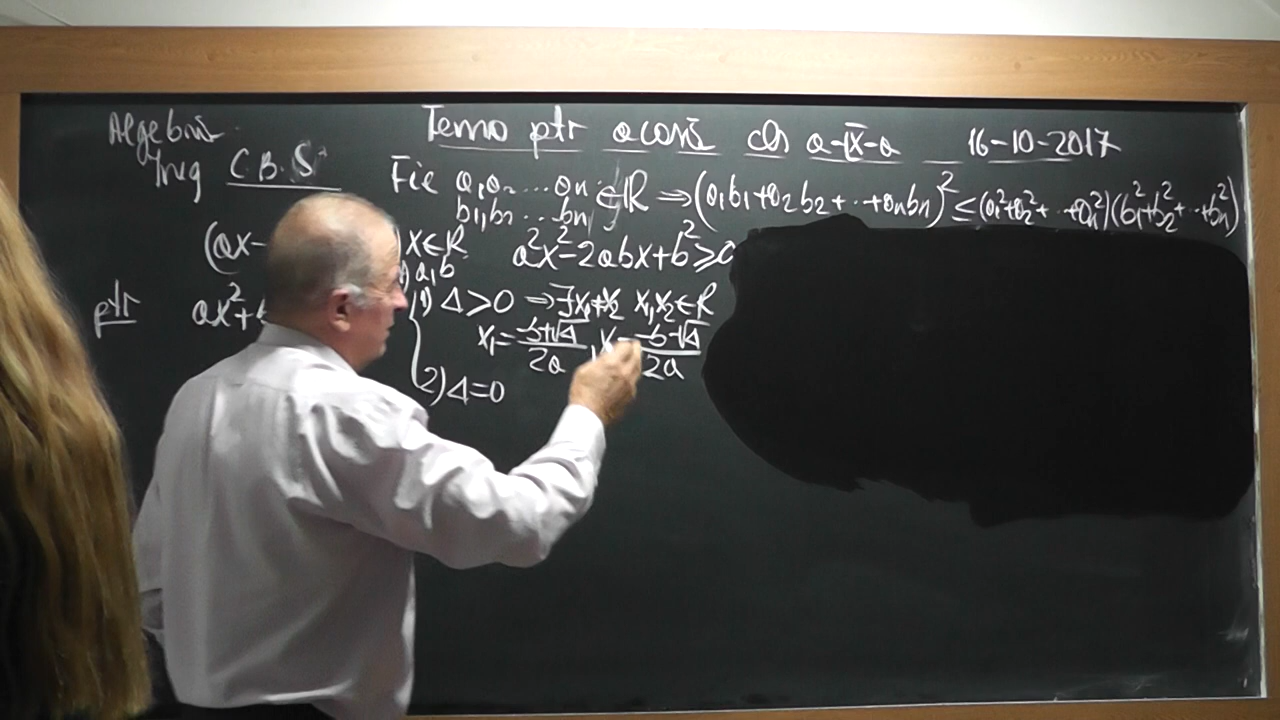 Algebră Temă ptr acasă cls a-IX-a 16-10-2017
Ineg C.B.S
Fie a₁,a₂...aₙ ∈ℝ ⇒(a₁b₁+a₂b₂+..+aₙbₙ)² ≤(a₁²+a₂²+..+aₙ²)(b₁²+b₂²+..+bₙ²)
b₁,b₂...bₙ
(ax- x∈ℝ a²x²-2abx+b²≥0
a,b
ptr ax²+ 1) Δ>0 ⇒∃x₁≠x₂ x₁,x₂∈ℝ
x₁=(-b+√Δ)/2a , x₂=(-b-√Δ)/2a
2) Δ=0